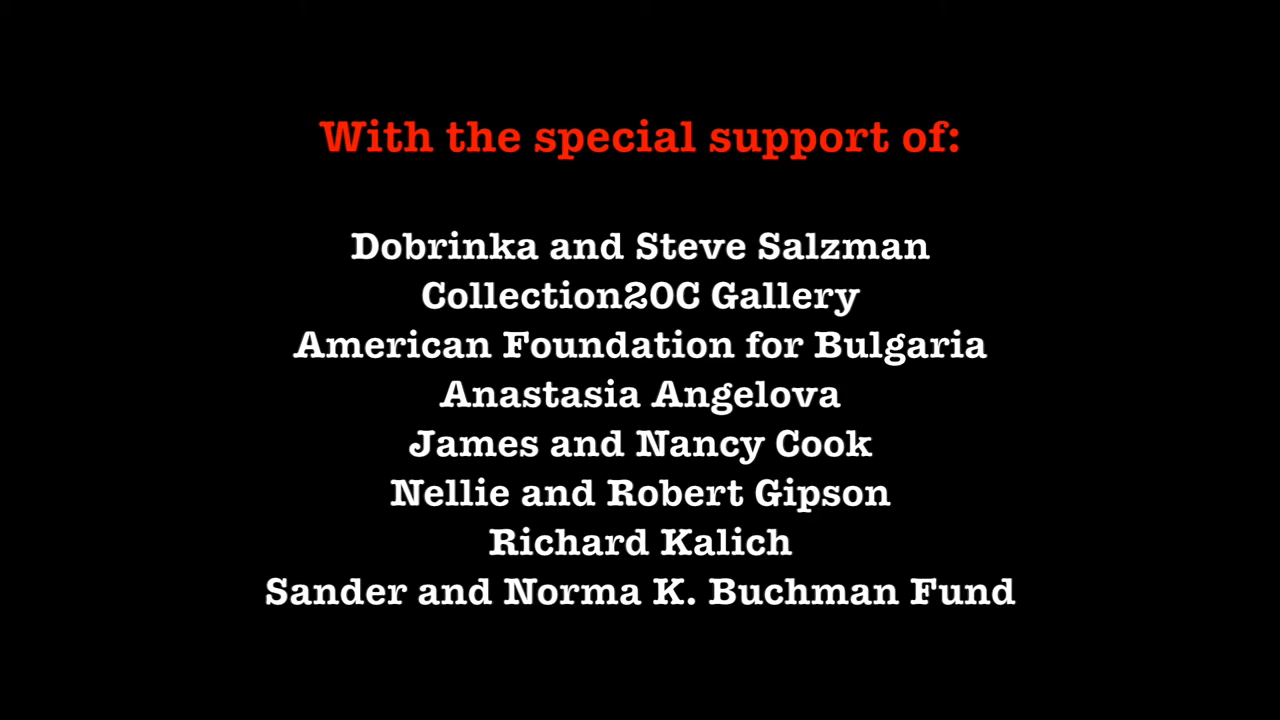 With the special support of:
Dobrinka and Steve Salzman
Collection20C Gallery
American Foundation for Bulgaria
Anastasia Angelova
James and Nancy Cook
Nellie and Robert Gipson
Richard Kalich
Sander and Norma K. Buchman Fund